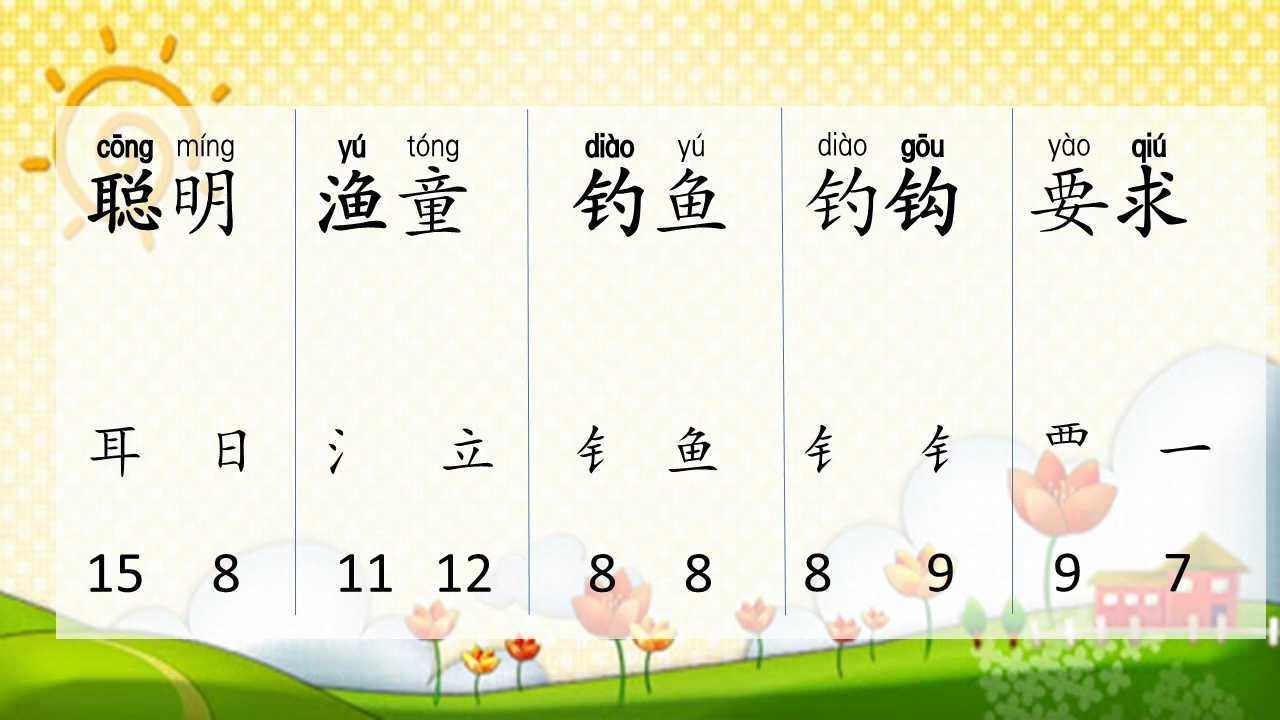 cōng míng yú tóng diào yú diào gōu yào qiú
聪明 渔童 钓鱼 钓钩 要求
耳 日 氵 立 钅 鱼 钅 钅 覀 一
15 8 11 12 8 8 8 9 9 7